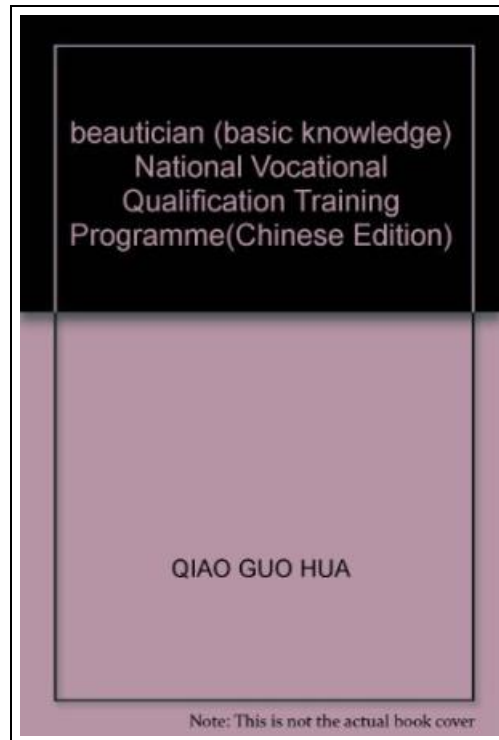 beautician (basic knowledge)
National Vocational
Qualification Training
Programme(Chinese Edition)
QIAO GUO HUA
Note: This is not the actual book cover